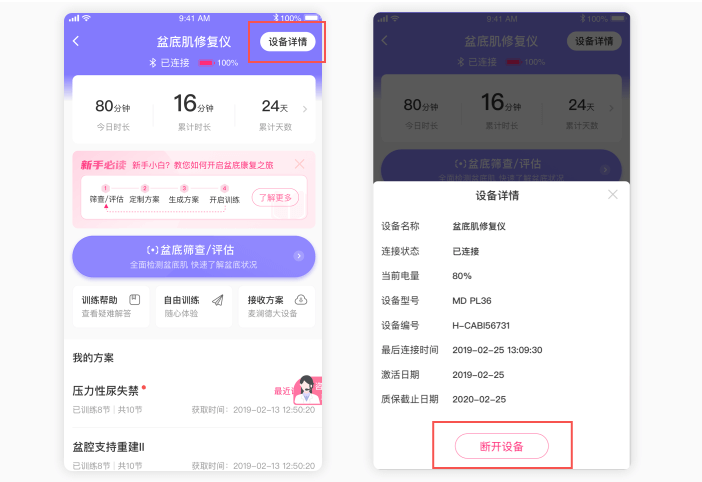 9:41 AM
100%
盆底肌修复仪
设备详情
已连接
100%
80分钟
16分钟
24天
今日时长
累计时长
累计天数
新手必读 新手小白? 教您如何开启盆底康复之旅
1
2
3
4
筛查/评估
定制方案
生成方案
开启训练
了解更多
盆底筛查/评估
全面检测盆底肌 快速了解盆底状况
训练帮助
查看疑难解答
自由训练
随心体验
接收方案
麦澜德大设备
我的方案
压力性尿失禁
最近
已训练8节 | 共10节
获取时间: 2019-02-13 12:50:20
盆腔支持重建II
已训练8节 | 共10节
获取时间: 2019-02-13 12:50:20
9:41 AM
100%
盆底肌修复仪
设备详情
已连接
100%
80分钟
16分钟
24天
今日时长
累计时长
累计天数
盆底筛查/评估
全面检测盆底肌 快速了解盆底状况
设备详情
设备名称 盆底肌修复仪
连接状态 已连接
当前电量 80%
设备型号 MD PL36
设备编号 H-CABI56731
最后连接时间 2019-02-25 13:09:30
激活日期 2019-02-25
质保截止日期 2020-02-25
断开设备